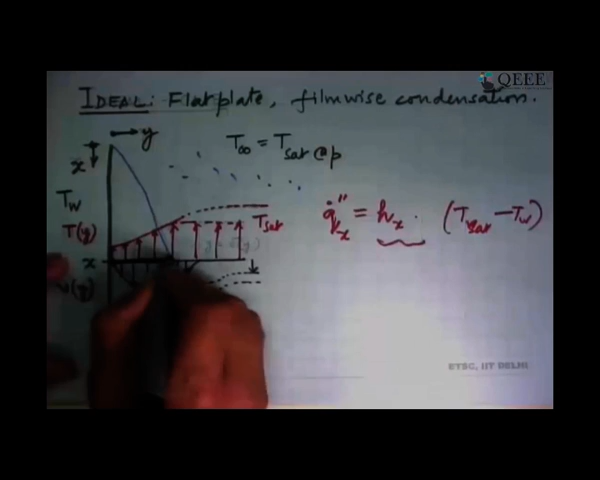 QEEE
IDEAL: Flat plate, filmwise condensation.
y
x
T∞ = Tsat @p
Tw
T(y)
Tsat
q̇"x = hx . (Tsat − Tw)
x
u(y)
ETSC, IIT DELHI